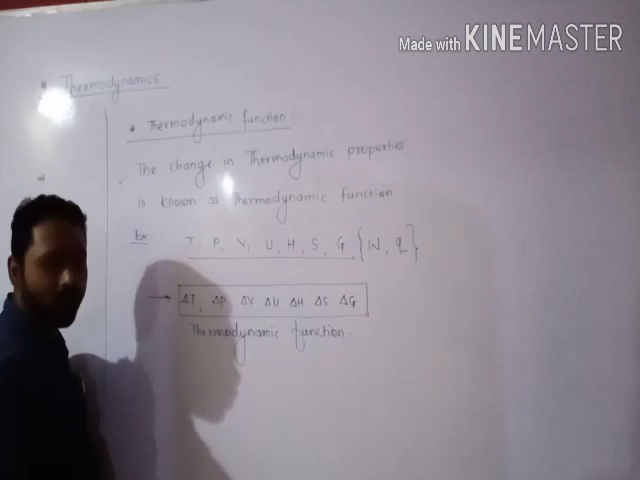 Made with KINEMASTER
Thermodynamics
Thermodynamic function
The change in Thermodynamic properties
is known as Thermodynamic function
Ex T, P, V, U, H, S, G, {W, q}
→ ΔT, ΔP ΔV ΔU ΔH ΔS ΔG
Thermodynamic function.